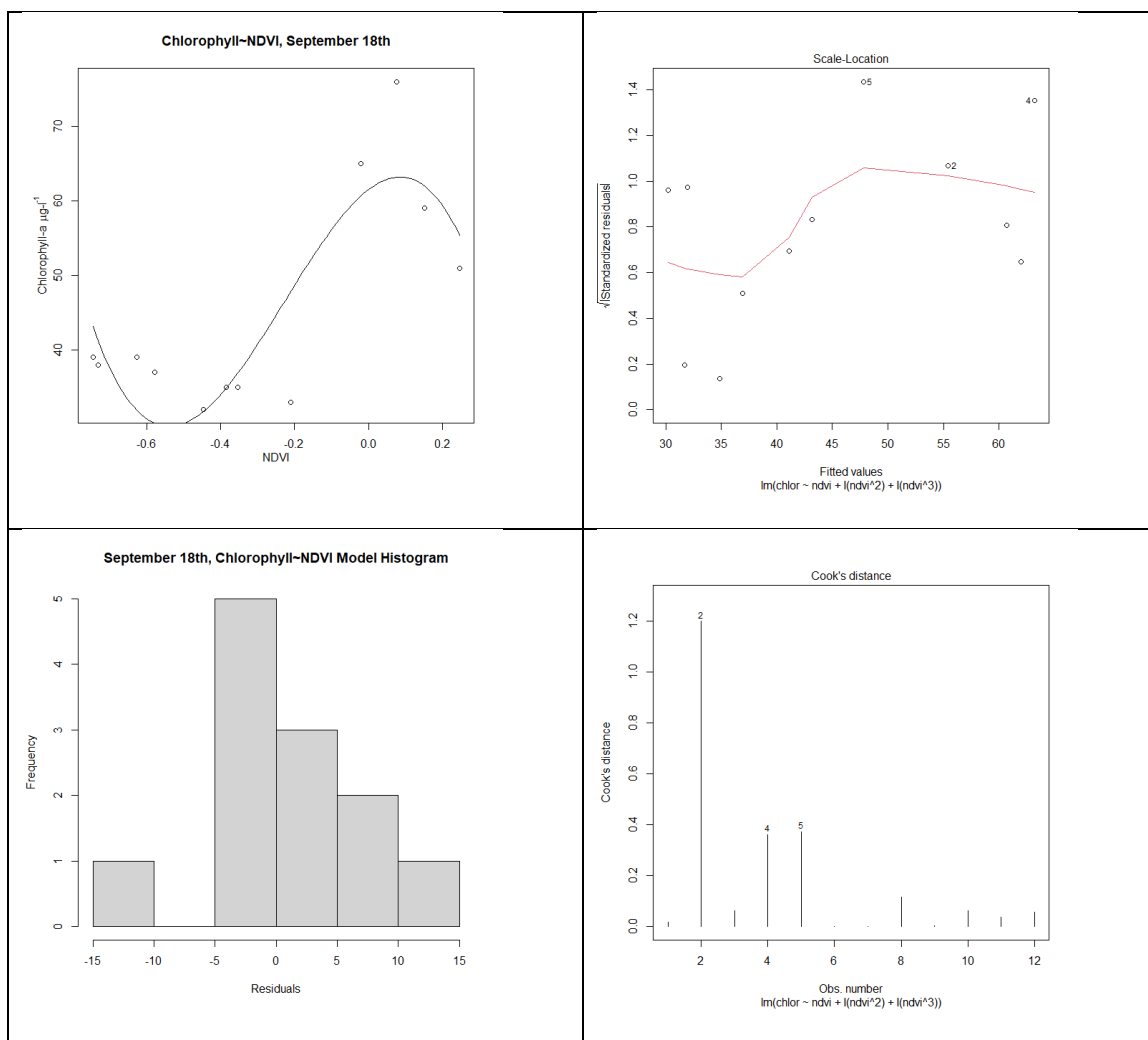 Chlorophyll~NDVI, September 18th
Chlorophyll-a µg-l⁻¹
70
60
50
40
-0.6 -0.4 -0.2 0.0 0.2
NDVI
Scale-Location
√|Standardized residuals|
1.4
1.2
1.0
0.8
0.6
0.4
0.2
0.0
5
4
2
30 35 40 45 50 55 60
Fitted values
lm(chlor ~ ndvi + I(ndvi^2) + I(ndvi^3))
September 18th, Chlorophyll~NDVI Model Histogram
Frequency
5
4
3
2
1
0
-15 -10 -5 0 5 10 15
Residuals
Cook's distance
Cook's distance
1.2
1.0
0.8
0.6
0.4
0.2
0.0
2
4
5
2 4 6 8 10 12
Obs. number
lm(chlor ~ ndvi + I(ndvi^2) + I(ndvi^3))